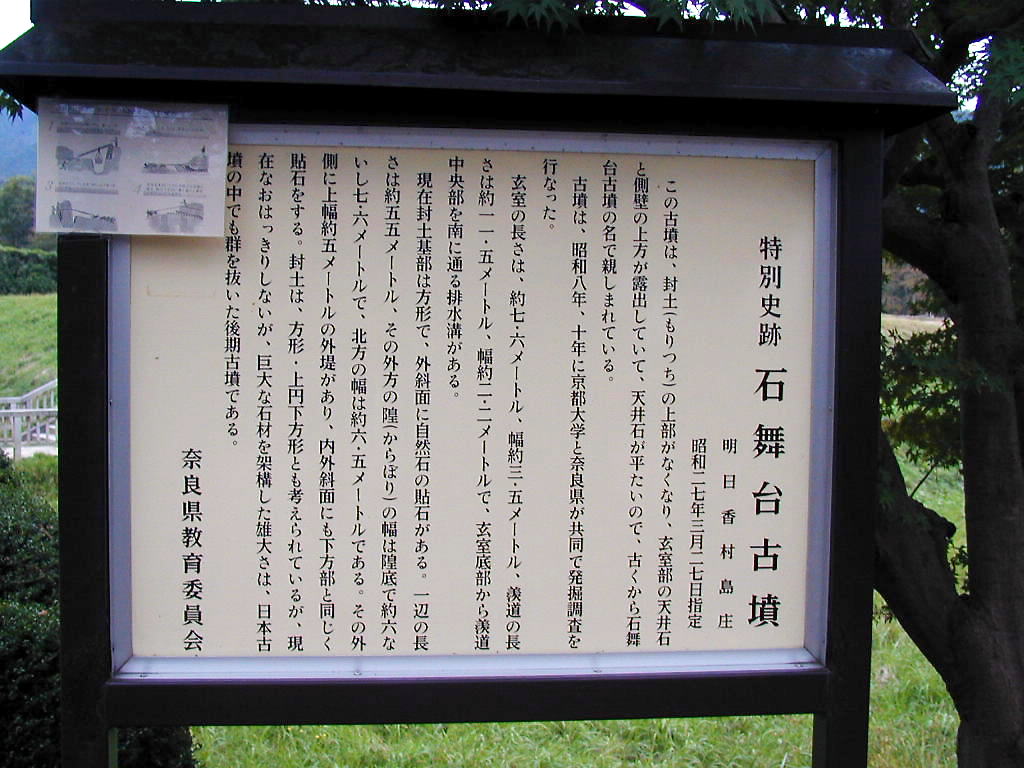 特別史跡 石舞台古墳
明日香村島庄
昭和二七年三月二七日指定
この古墳は、封土(もりつち)の上部がなくなり、玄室部の天井石
と側壁の上方が露出していて、天井石が平たいので、古くから石舞
台古墳の名で親しまれている。
古墳は、昭和八年、十年に京都大学と奈良県が共同で発掘調査を
行なった。
玄室の長さは、約七・六メートル、幅約三・五メートル、羨道の長
さは約一一・五メートル、幅約二・二メートルで、玄室底部から羨道
中央部を南に通る排水溝がある。
現在封土基部は方形で、外斜面に自然石の貼石がある。一辺の長
さは約五五メートル、その外方の隍(からぼり)の幅は隍底で約六な
いし七・六メートルで、北方の幅は約六・五メートルである。その外
側に上幅約五メートルの外堤があり、内外斜面にも下方部と同じく
貼石をする。封土は、方形・上円下方形とも考えられているが、現
在なおはっきりしないが、巨大な石材を架構した雄大さは、日本古
墳の中でも群を抜いた後期古墳である。
奈良県教育委員会
1
3
4